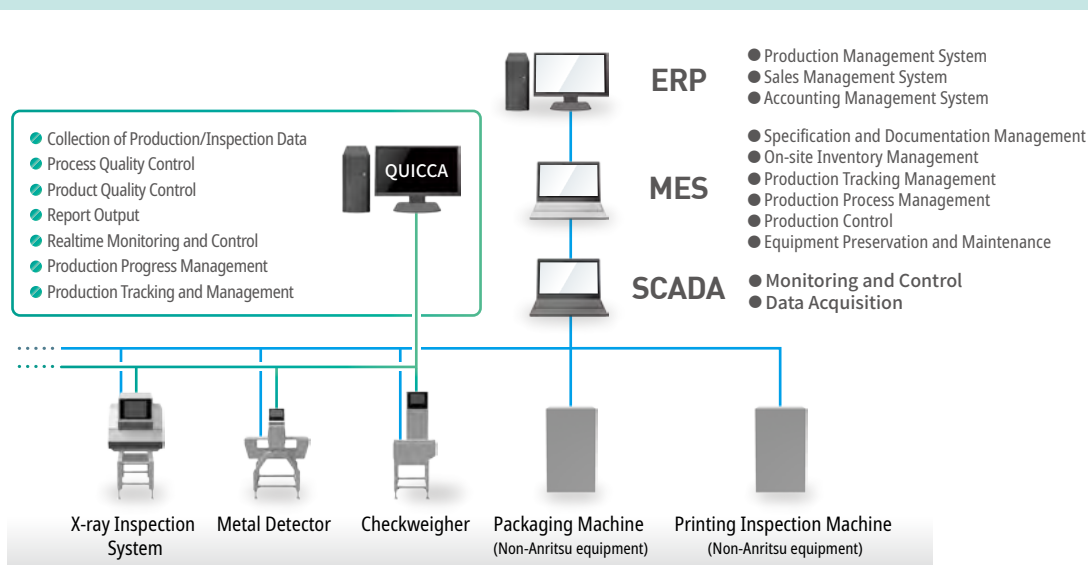 ERP
Production Management System
Sales Management System
Accounting Management System
Collection of Production/Inspection Data
Process Quality Control
Product Quality Control
Report Output
Realtime Monitoring and Control
Production Progress Management
Production Tracking and Management
QUICCA
MES
Specification and Documentation Management
On-site Inventory Management
Production Tracking Management
Production Process Management
Production Control
Equipment Preservation and Maintenance
SCADA
Monitoring and Control
Data Acquisition
X-ray Inspection
System
Metal Detector
Checkweigher
Packaging Machine
(Non-Anritsu equipment)
Printing Inspection Machine
(Non-Anritsu equipment)